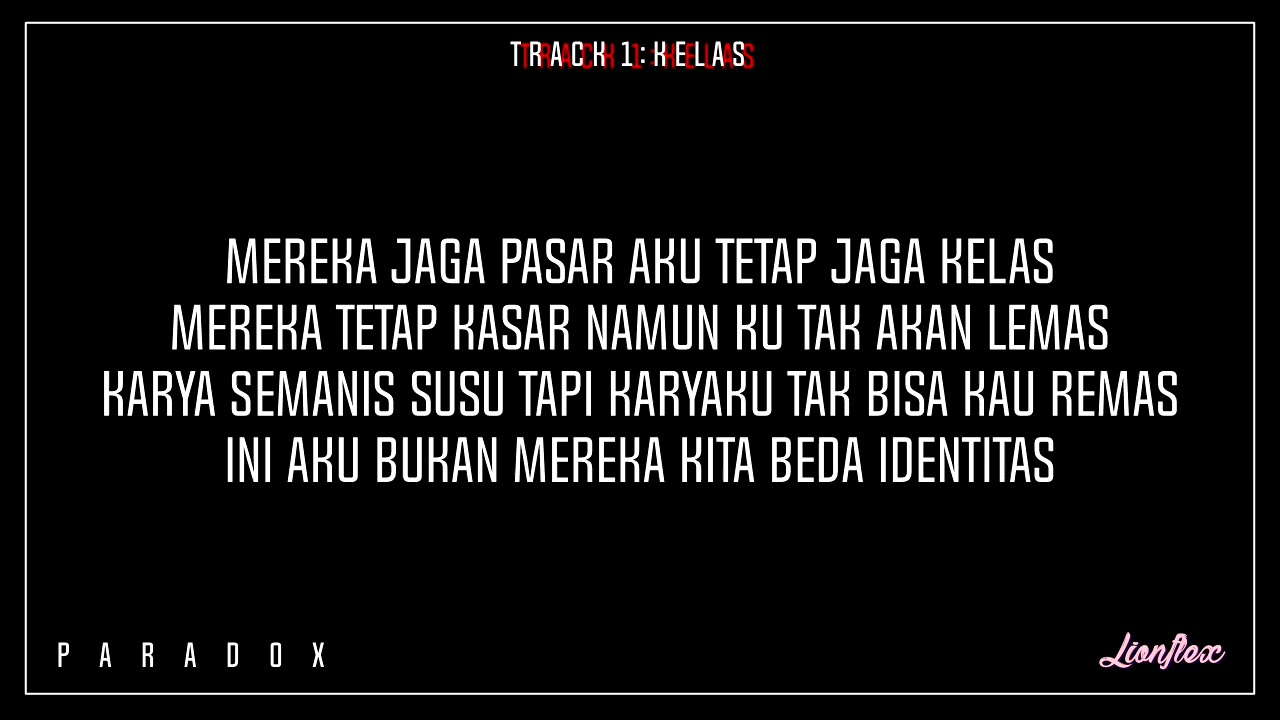 TRACK 1: KELAS
MEREKA JAGA PASAR AKU TETAP JAGA KELAS
MEREKA TETAP KASAR NAMUN KU TAK AKAN LEMAS
KARYA SEMANIS SUSU TAPI KARYAKU TAK BISA KAU REMAS
INI AKU BUKAN MEREKA KITA BEDA IDENTITAS
PARADOX
Lionflex